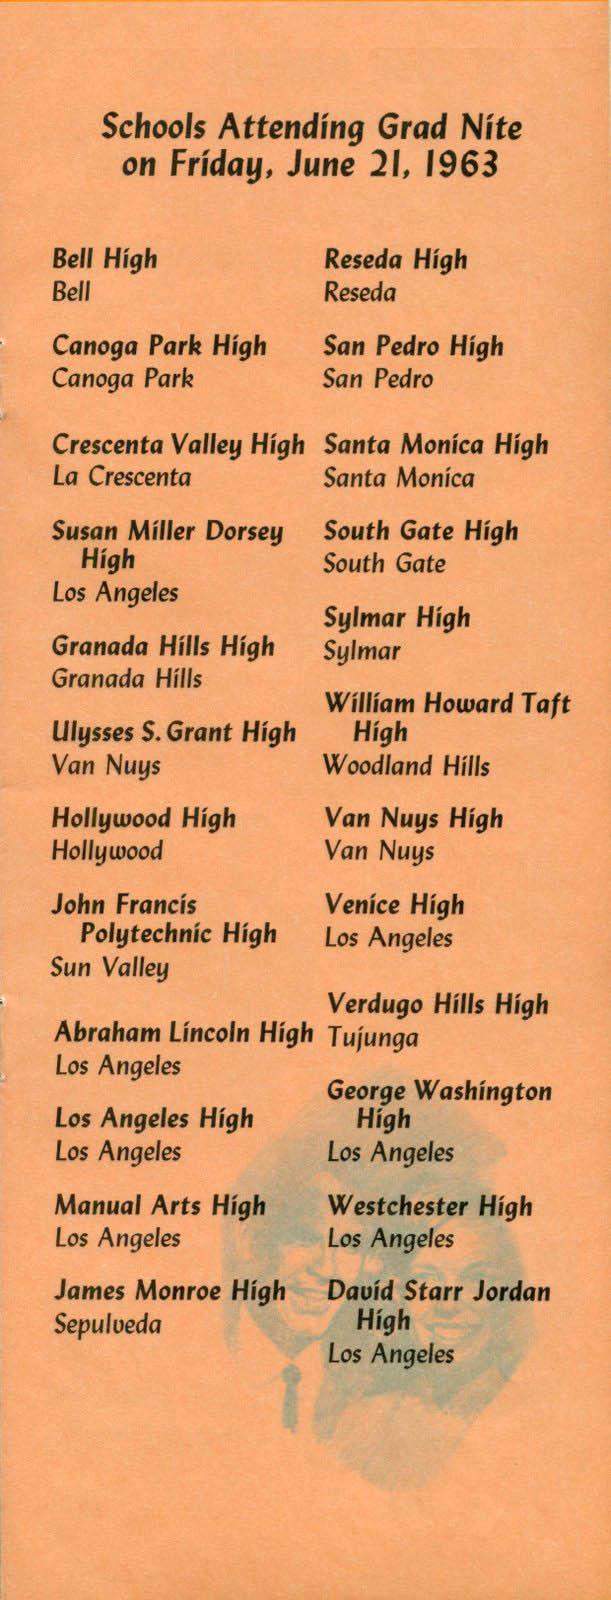 Schools Attending Grad Nite
on Friday, June 21, 1963
Bell High
Bell
Canoga Park High
Canoga Park
Crescenta Valley High
La Crescenta
Susan Miller Dorsey
High
Los Angeles
Granada Hills High
Granada Hills
Ulysses S. Grant High
Van Nuys
Hollywood High
Hollywood
John Francis
Polytechnic High
Sun Valley
Abraham Lincoln High
Los Angeles
Los Angeles High
Los Angeles
Manual Arts High
Los Angeles
James Monroe High
Sepulveda
Reseda High
Reseda
San Pedro High
San Pedro
Santa Monica High
Santa Monica
South Gate High
South Gate
Sylmar High
Sylmar
William Howard Taft
High
Woodland Hills
Van Nuys High
Van Nuys
Venice High
Los Angeles
Verdugo Hills High
Tujunga
George Washington
High
Los Angeles
Westchester High
Los Angeles
David Starr Jordan
High
Los Angeles